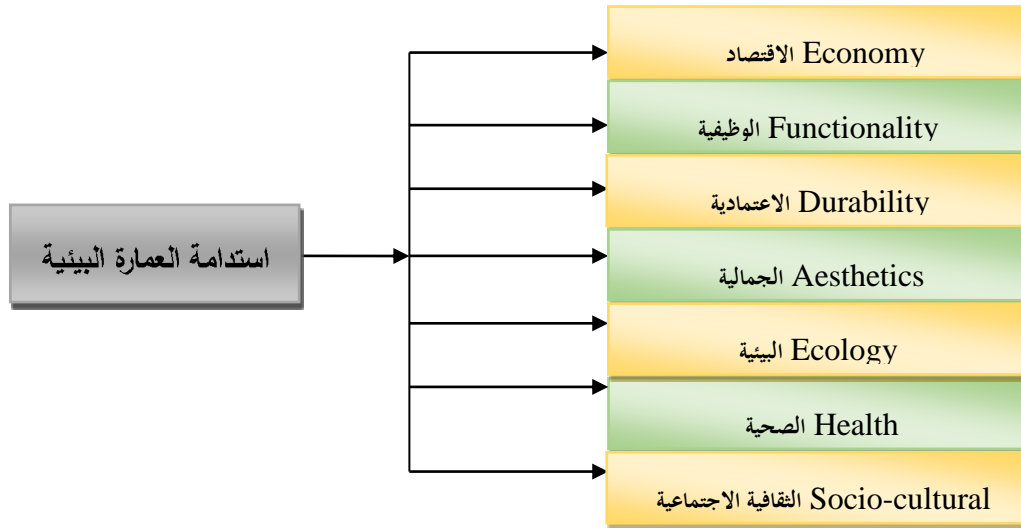 استدامة العمارة البيئية
الاقتصاد Economy
الوظيفية Functionality
الاعتمادية Durability
الجمالية Aesthetics
البيئية Ecology
الصحية Health
الثقافية الاجتماعية Socio-cultural